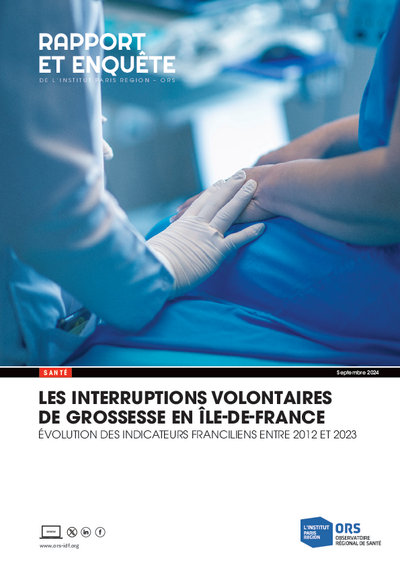 RAPPORT
ET ENQUÊTE
DE L'INSTITUT PARIS REGION - ORS
SANTÉ
Septembre 2024
LES INTERRUPTIONS VOLONTAIRES
DE GROSSESSE EN ÎLE-DE-FRANCE
ÉVOLUTION DES INDICATEURS FRANCILIENS ENTRE 2012 ET 2023
www.ors-idf.org
L'INSTITUT
PARIS
REGION
ORS
OBSERVATOIRE
RÉGIONAL DE SANTÉ